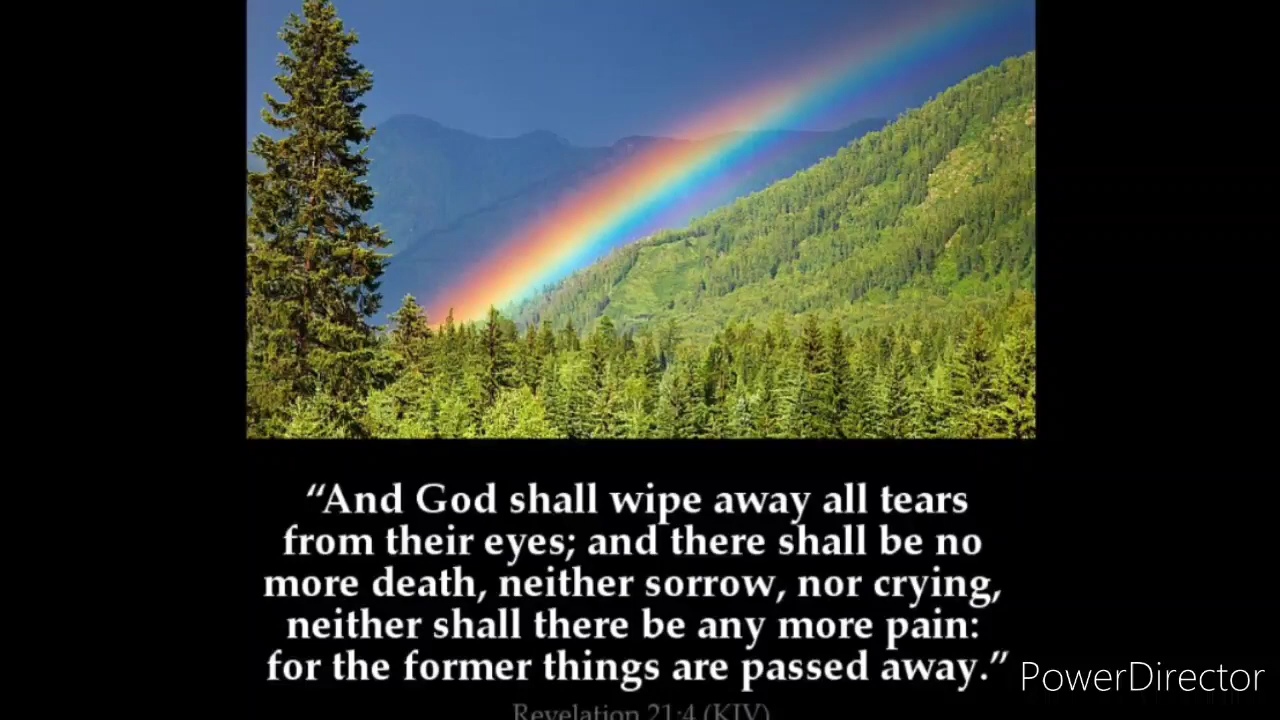 “And God shall wipe away all tears
from their eyes; and there shall be no
more death, neither sorrow, nor crying,
neither shall there be any more pain:
for the former things are passed away.”
PowerDirector
Revelation 21:4 (KJV)